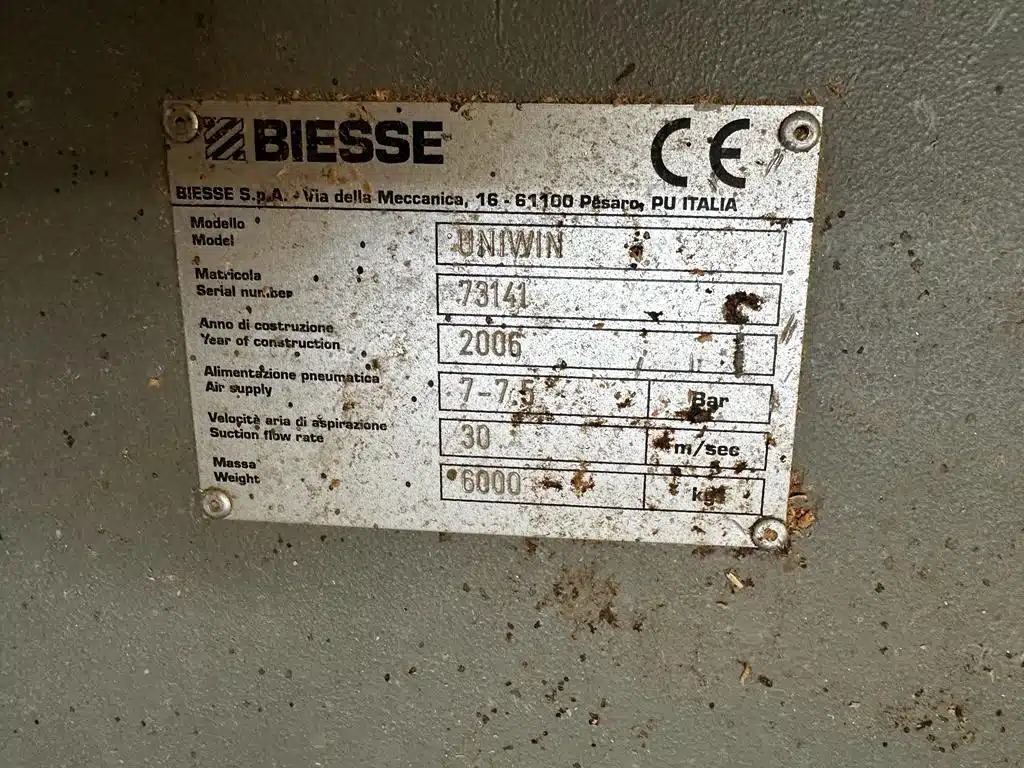 BIESSE CE
BIESSE S.p.A. - Via della Meccanica, 16 - 61100 Pesaro, PU ITALIA
Modello
Model
UNIWIN
Matricola
Serial number
73141
Anno di costruzione
Year of construction
2006
Alimentazione pneumatica
Air supply
7-7.5 Bar
Velocità aria di aspirazione
Suction flow rate
30 m/sec
Massa
Weight
6000 kg